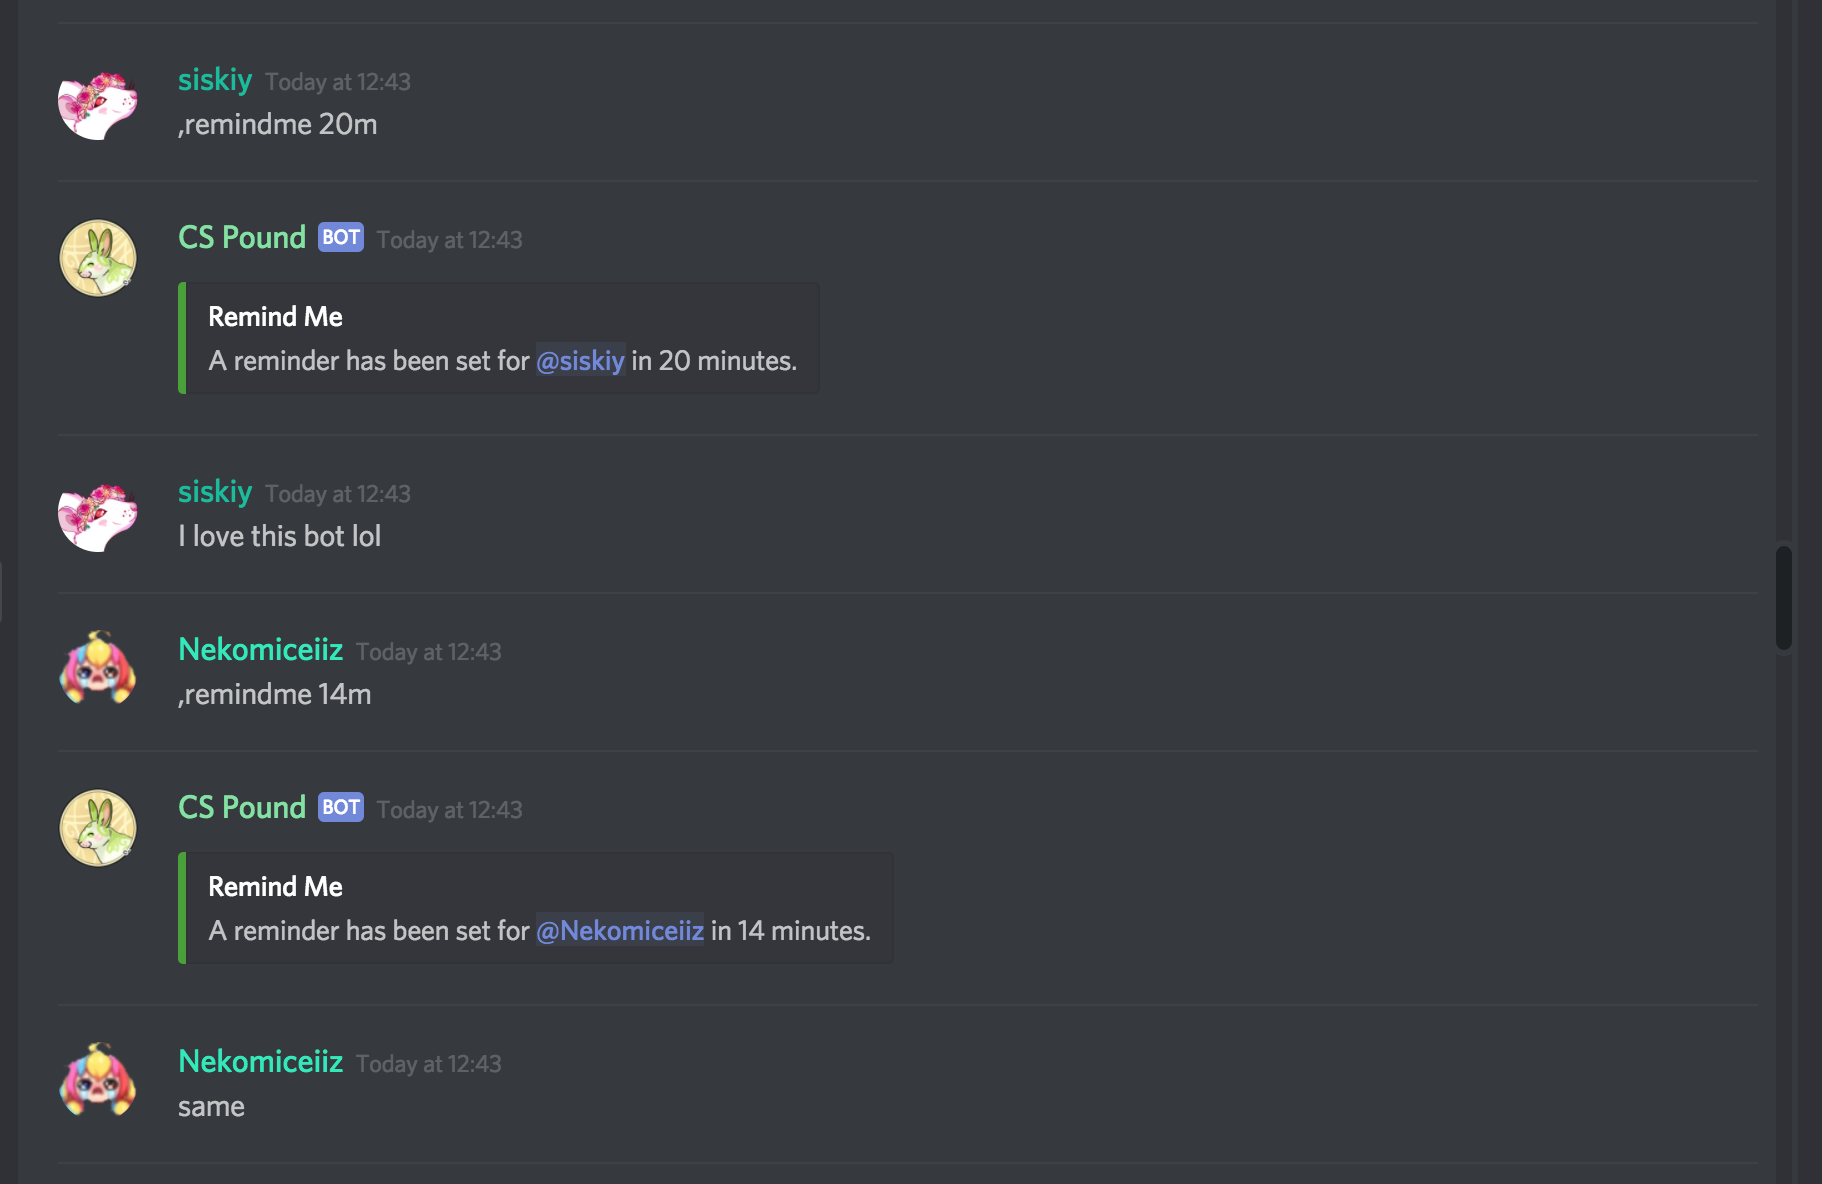 siskiy Today at 12:43
,remindme 20m
CS Pound BOT Today at 12:43
Remind Me
A reminder has been set for @siskiy in 20 minutes.
siskiy Today at 12:43
I love this bot lol
Nekomiceiiz Today at 12:43
,remindme 14m
CS Pound BOT Today at 12:43
Remind Me
A reminder has been set for @Nekomiceiiz in 14 minutes.
Nekomiceiiz Today at 12:43
same